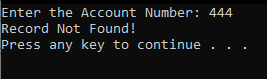 Enter the Account Number: 444
Record Not Found!
Press any key to continue . . .